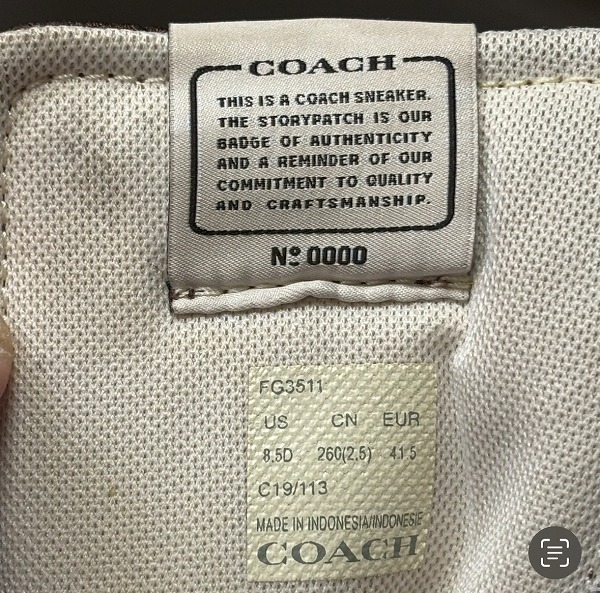 COACH
THIS IS A COACH SNEAKER.
THE STORYPATCH IS OUR
BADGE OF AUTHENTICITY
AND A REMINDER OF OUR
COMMITMENT TO QUALITY
AND CRAFTSMANSHIP.
Nº 0000
FG3511
US CN EUR
8.5D 260(2.5) 41.5
C19/113
MADE IN INDONESIA/INDONESIE
COACH